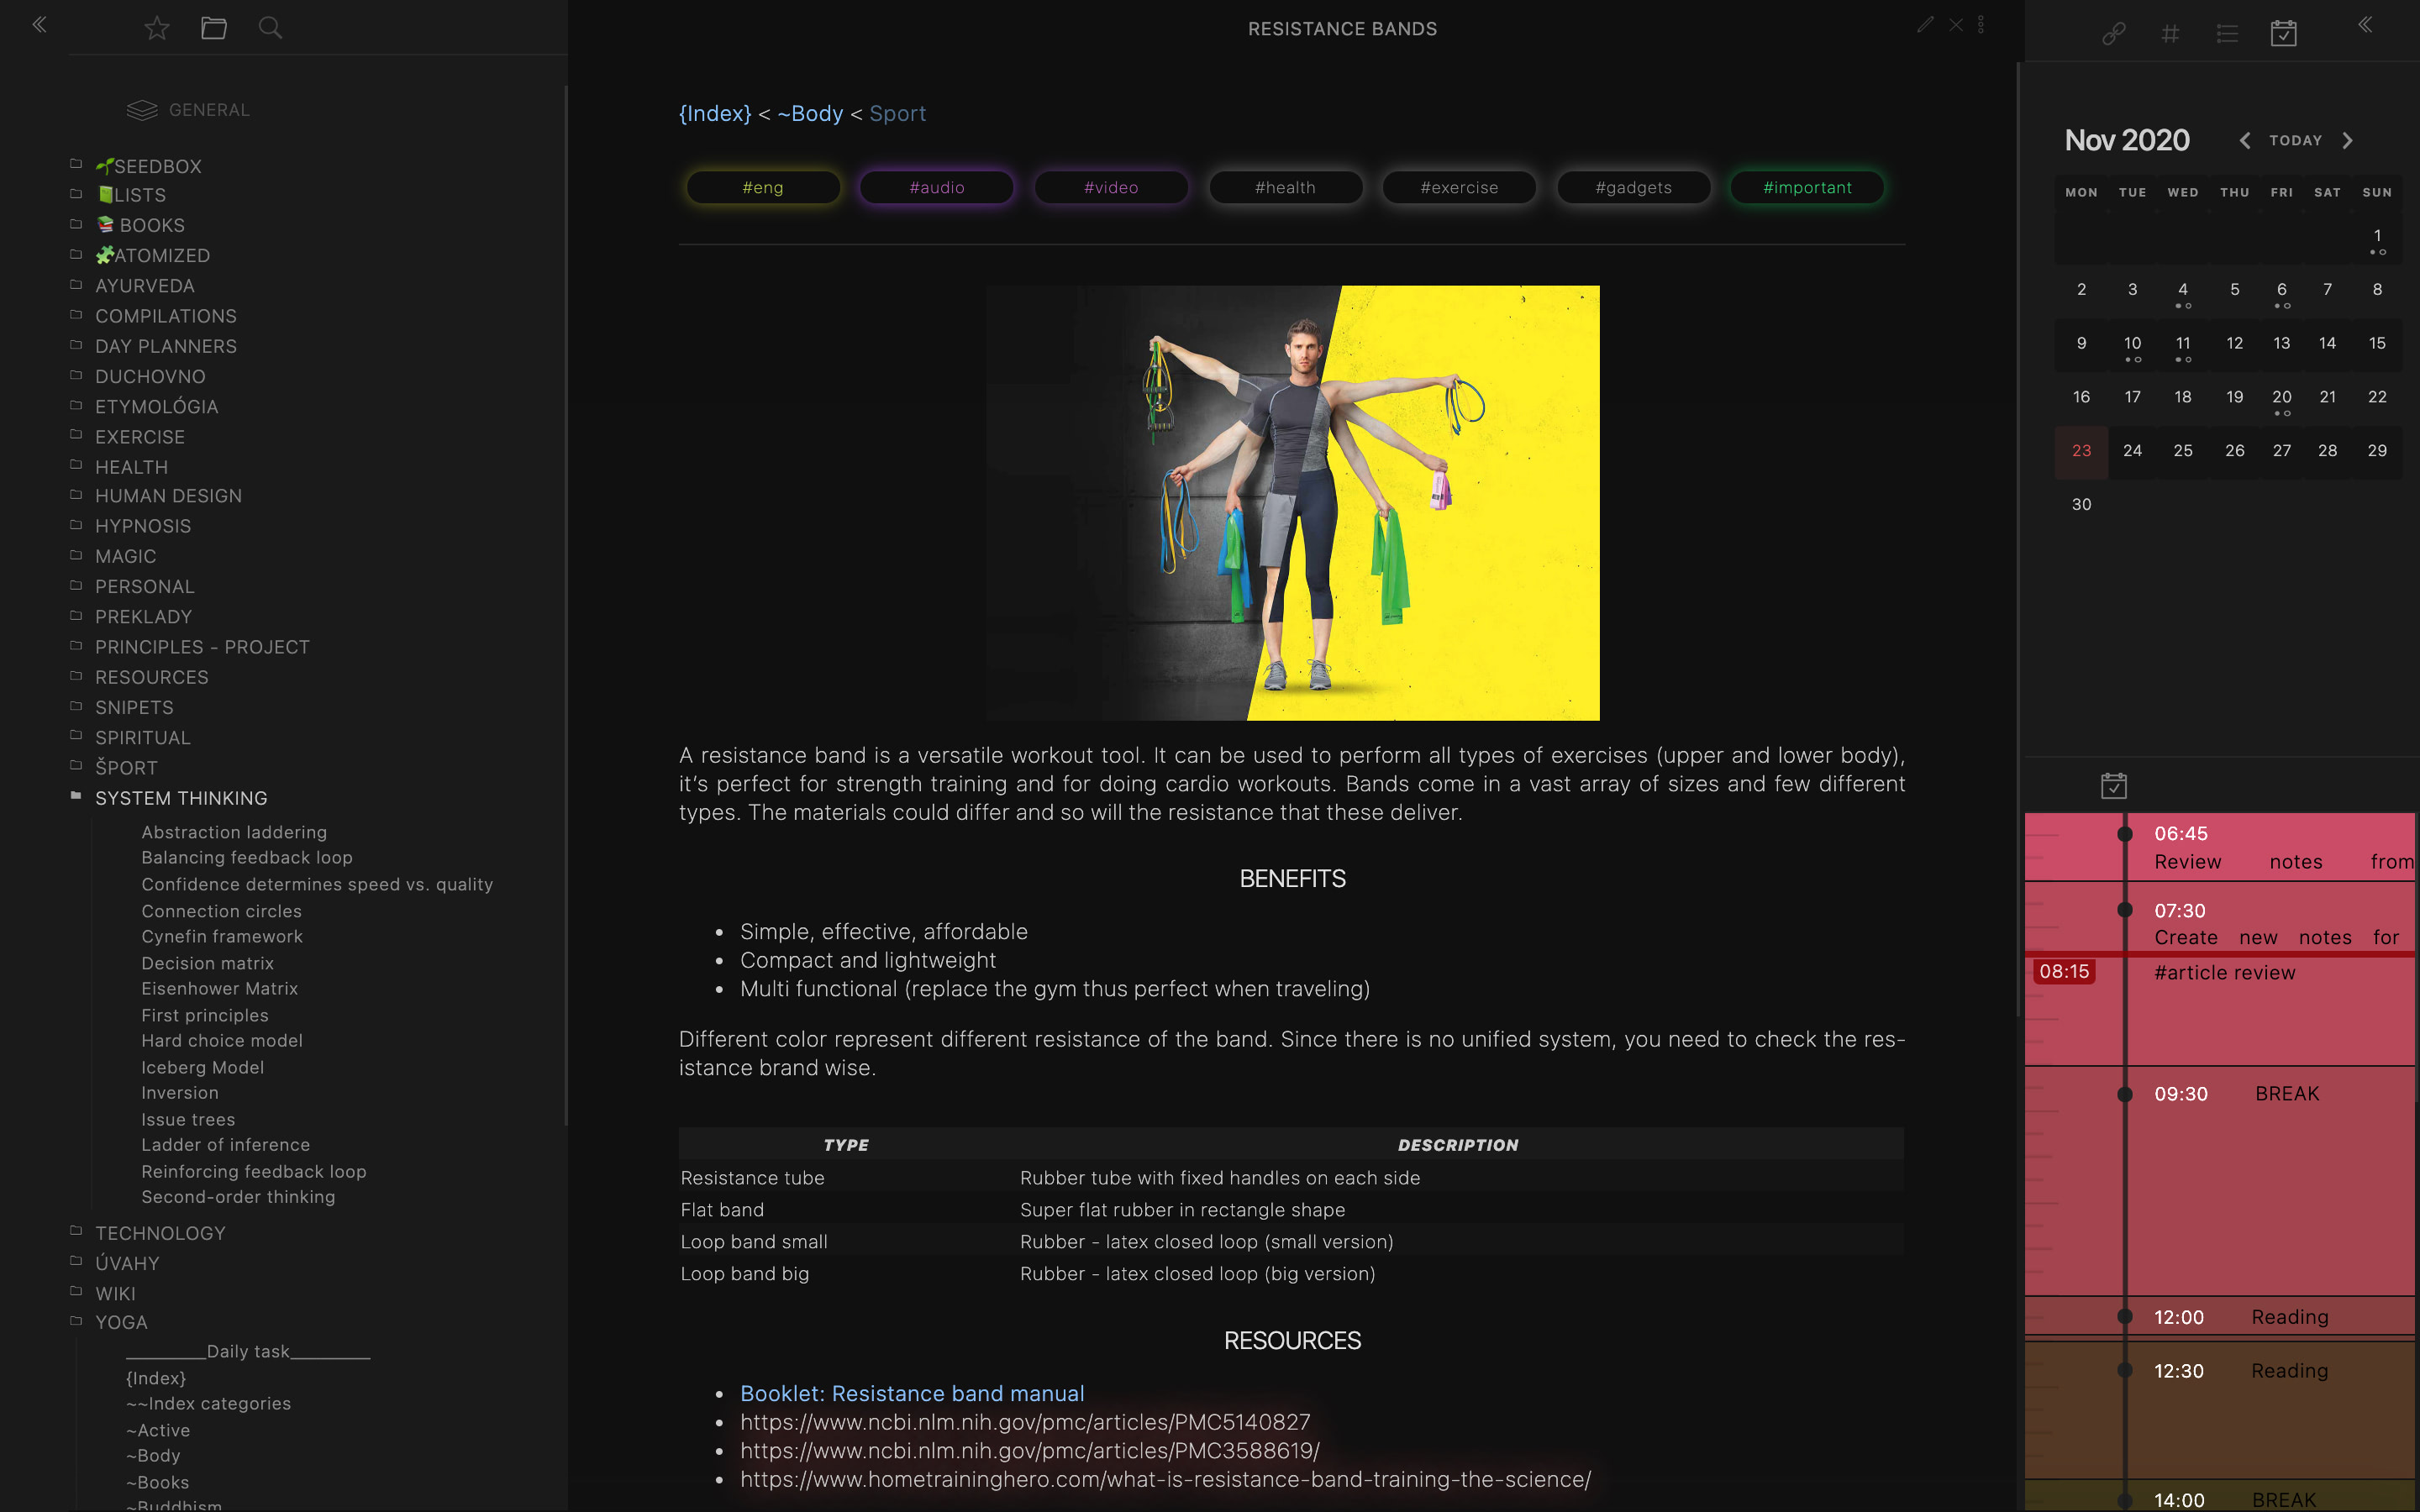 GENERAL
SEEDBOX
LISTS
BOOKS
ATOMIZED
AYURVEDA
COMPILATIONS
DAY PLANNERS
DUCHOVNO
ETYMOLÓGIA
EXERCISE
HEALTH
HUMAN DESIGN
HYPNOSIS
MAGIC
PERSONAL
PREKLADY
PRINCIPLES - PROJECT
RESOURCES
SNIPETS
SPIRITUAL
ŠPORT
SYSTEM THINKING
Abstraction laddering
Balancing feedback loop
Confidence determines speed vs. quality
Connection circles
Cynefin framework
Decision matrix
Eisenhower Matrix
First principles
Hard choice model
Iceberg Model
Inversion
Issue trees
Ladder of inference
Reinforcing feedback loop
Second-order thinking
TECHNOLOGY
ÚVAHY
WIKI
YOGA
_________Daily task_________
{Index}
~~Index categories
~Active
~Body
~Books
~Buddhism
RESISTANCE BANDS
{Index} < ~Body < Sport
#eng #audio #video #health #exercise #gadgets #important
A resistance band is a versatile workout tool. It can be used to perform all types of exercises (upper and lower body),
it's perfect for strength training and for doing cardio workouts. Bands come in a vast array of sizes and few different
types. The materials could differ and so will the resistance that these deliver.
BENEFITS
• Simple, effective, affordable
• Compact and lightweight
• Multi functional (replace the gym thus perfect when traveling)
Different color represent different resistance of the band. Since there is no unified system, you need to check the res-
istance brand wise.
TYPE DESCRIPTION
Resistance tube Rubber tube with fixed handles on each side
Flat band Super flat rubber in rectangle shape
Loop band small Rubber - latex closed loop (small version)
Loop band big Rubber - latex closed loop (big version)
RESOURCES
• Booklet: Resistance band manual
• https://www.ncbi.nlm.nih.gov/pmc/articles/PMC5140827
• https://www.ncbi.nlm.nih.gov/pmc/articles/PMC3588619/
• https://www.hometraininghero.com/what-is-resistance-band-training-the-science/
Nov 2020 TODAY
MON TUE WED THU FRI SAT SUN
1
2 3 4 5 6 7 8
9 10 11 12 13 14 15
16 17 18 19 20 21 22
23 24 25 26 27 28 29
30
06:45
Review notes from
07:30
Create new notes for
08:15 #article review
09:30 BREAK
12:00 Reading
12:30 Reading
14:00 BREAK